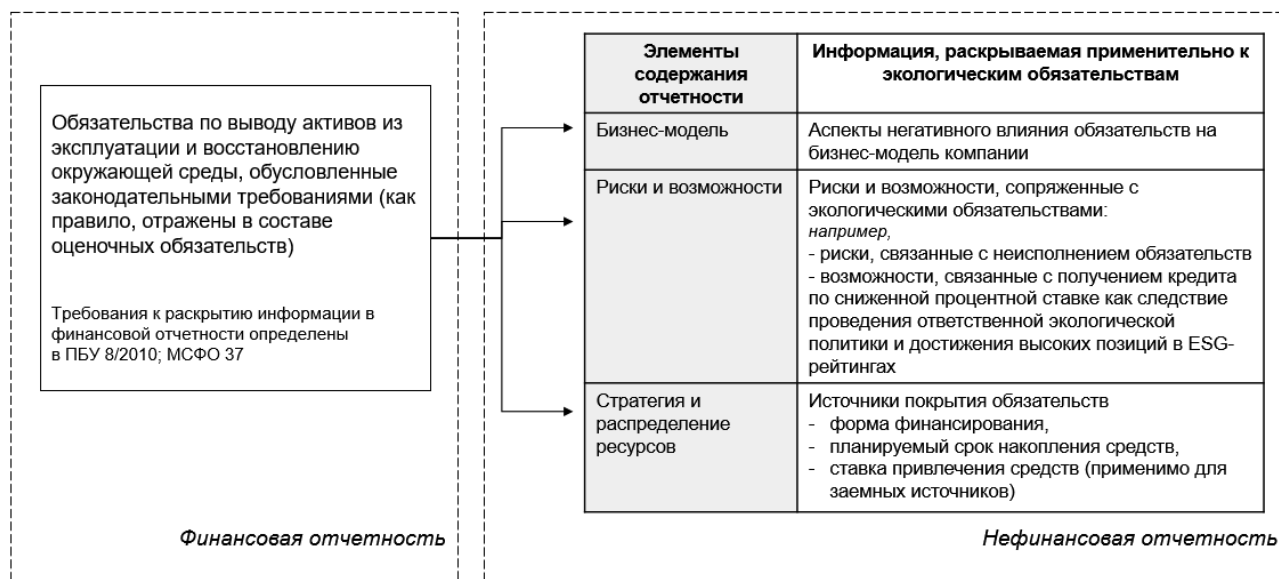 Обязательства по выводу активов из
эксплуатации и восстановлению
окружающей среды, обусловленные
законодательными требованиями (как
правило, отражены в составе
оценочных обязательств)
Требования к раскрытию информации в
финансовой отчетности определены
в ПБУ 8/2010; МСФО 37
Финансовая отчетность
Элементы
содержания
отчетности
Информация, раскрываемая применительно к
экологическим обязательствам
Бизнес-модель
Аспекты негативного влияния обязательств на
бизнес-модель компании
Риски и возможности
Риски и возможности, сопряженные с
экологическими обязательствами:
например,
- риски, связанные с неисполнением обязательств
- возможности, связанные с получением кредита
по сниженной процентной ставке как следствие
проведения ответственной экологической
политики и достижения высоких позиций в ESG-
рейтингах
Стратегия и
распределение
ресурсов
Источники покрытия обязательств
- форма финансирования,
- планируемый срок накопления средств,
- ставка привлечения средств (применимо для
заемных источников)
Нефинансовая отчетность